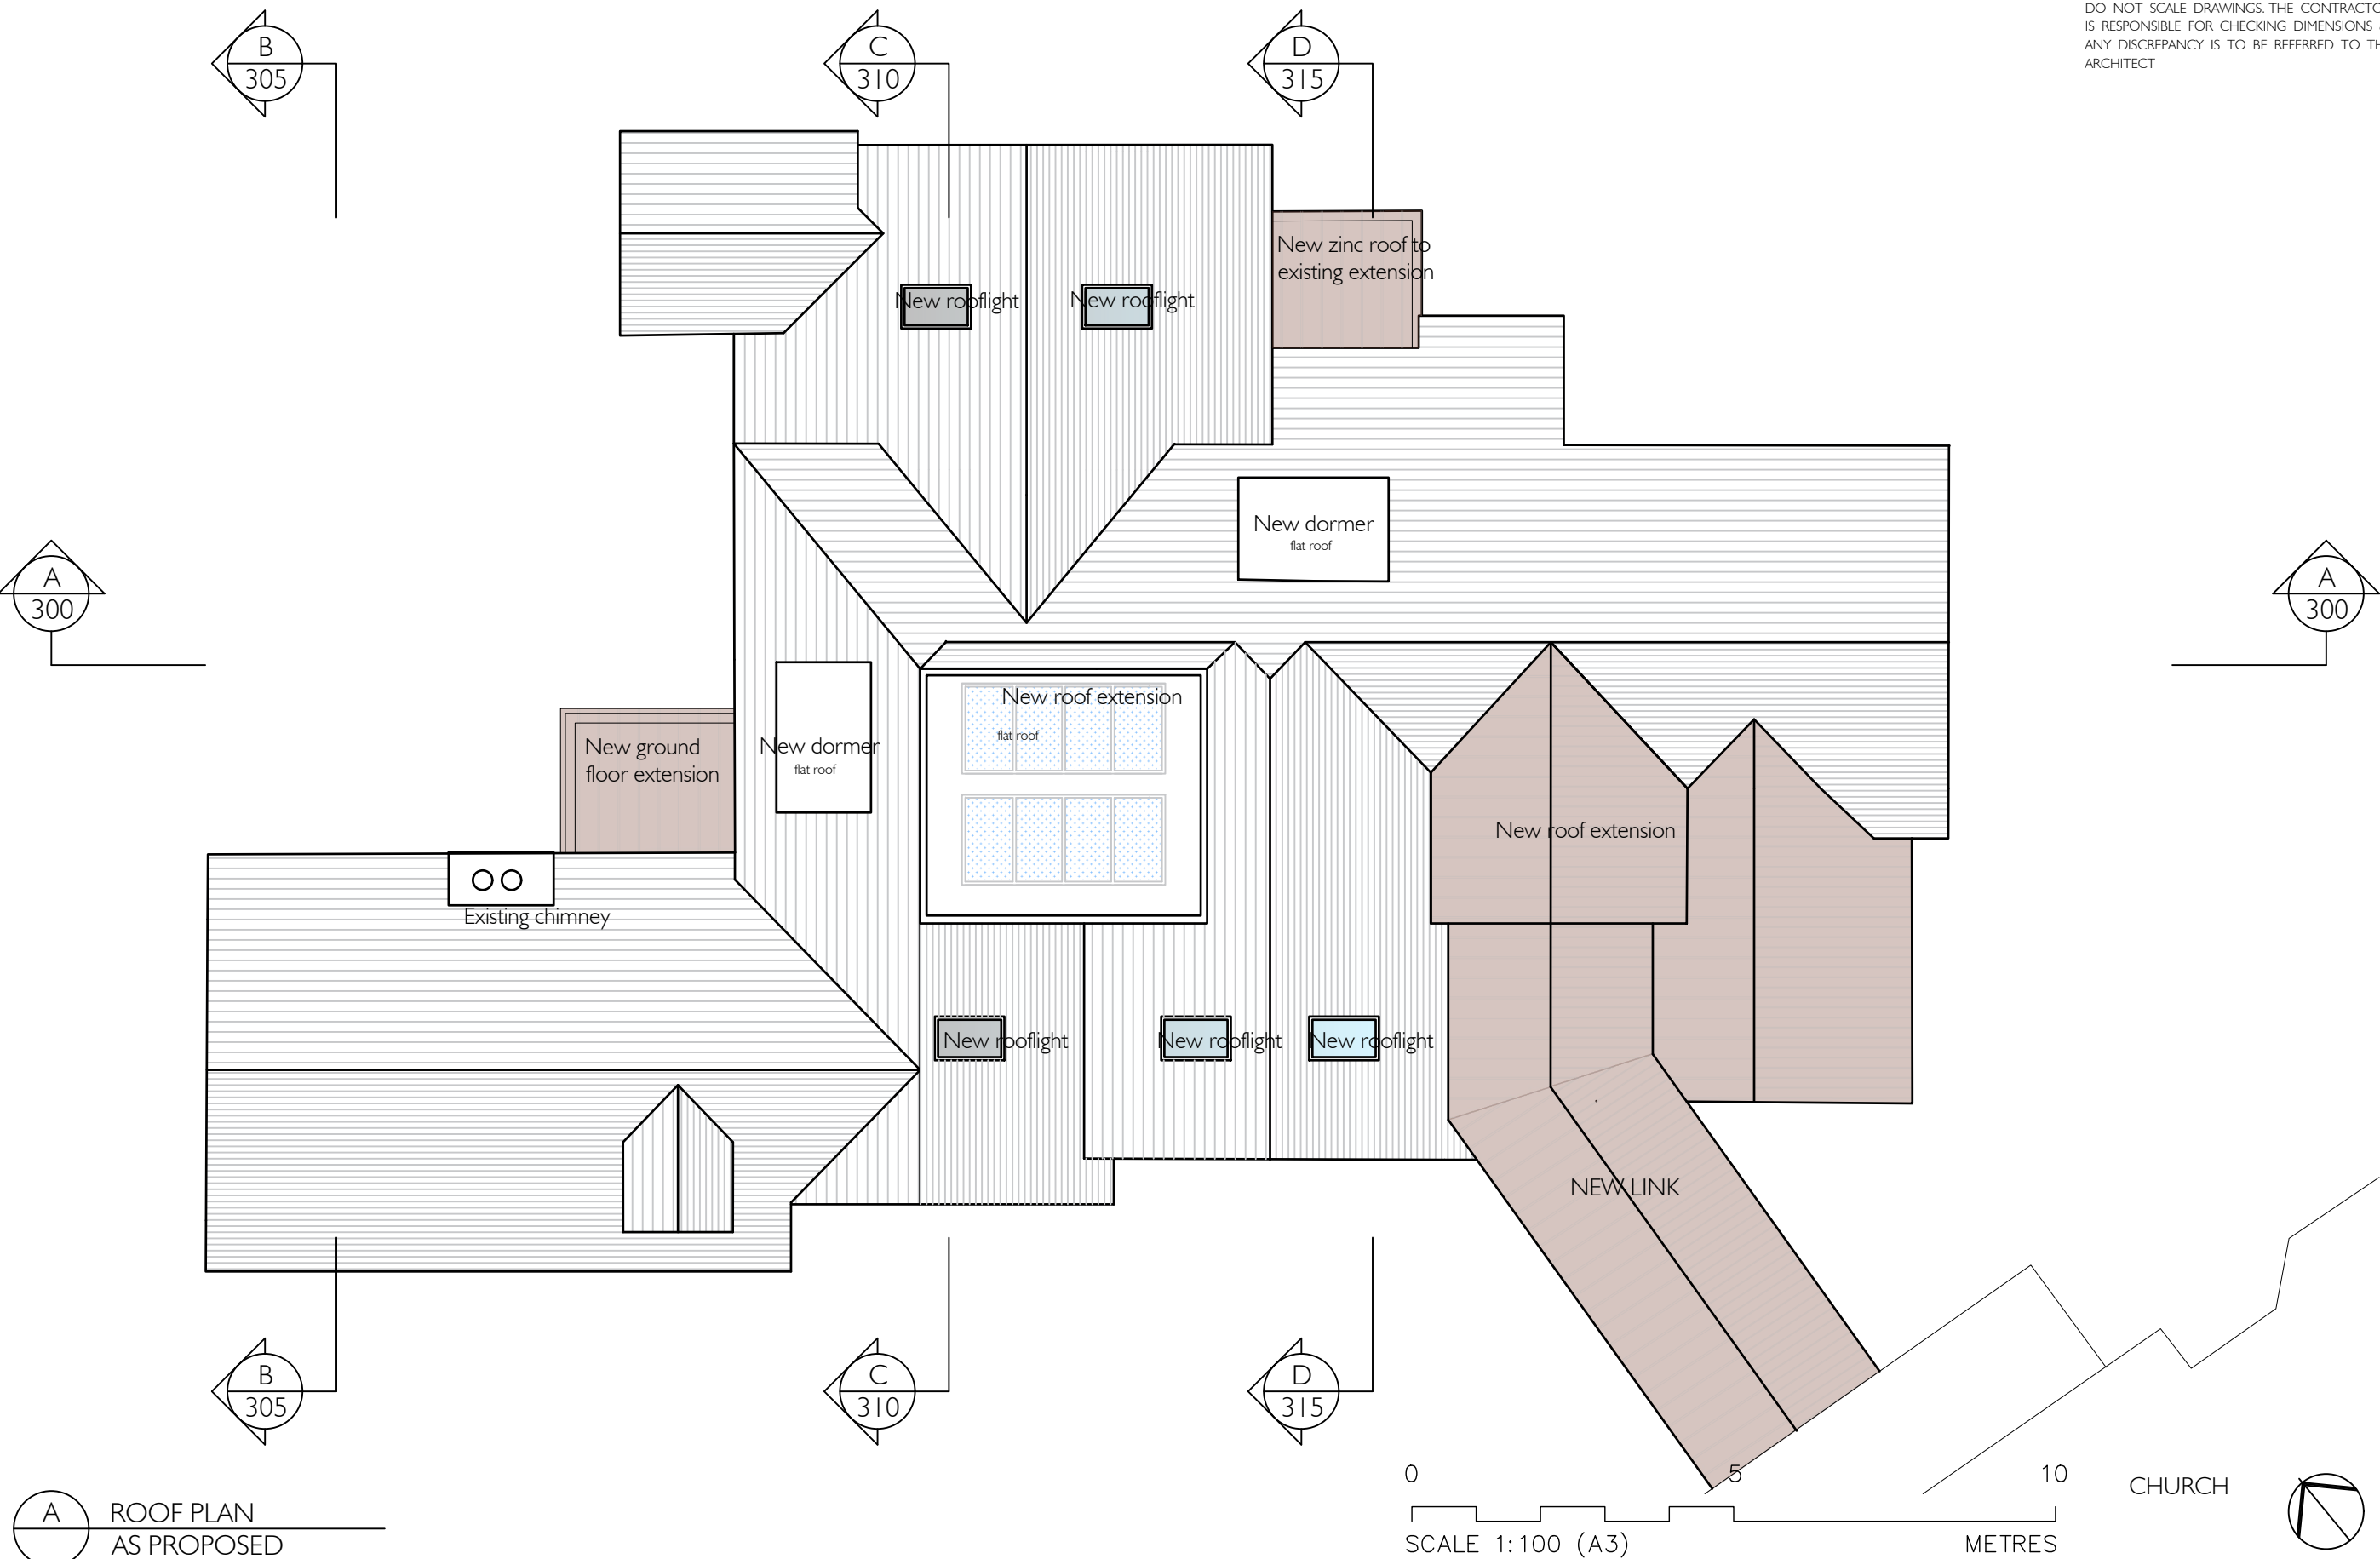 DO NOT SCALE DRAWINGS. THE
IS RESPONSIBLE FOR CHECKING DIMENSIONS
ANY DISCREPANCY IS TO BE REFERRED TO
ARCHITECT
B
305
C
310
D
315
New zinc roof to
existing extension
New rooflight
New rooflight
New dormer
flat roof
A
300
A
300
New roof extension
flat roof
New ground
floor extension
New dormer
flat roof
New roof extension
Existing chimney
New rooflight
New rooflight
New rooflight
NEW LINK
B
305
C
310
D
315
0
5
10
CHURCH
SCALE 1:100 (A3)
METRES
A
ROOF PLAN
AS PROPOSED